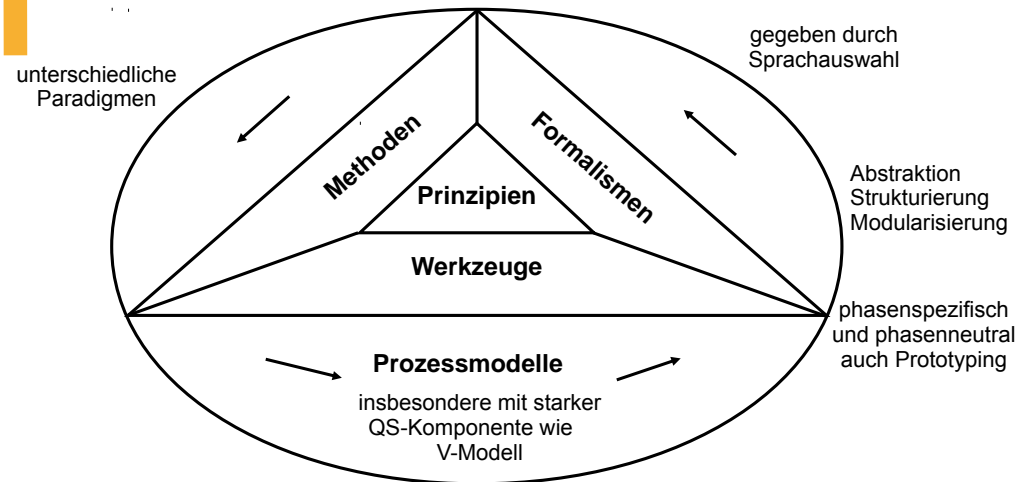 gegeben durch
Sprachauswahl
unterschiedliche
Paradigmen
Methoden
Formalismen
Prinzipien
Abstraktion
Strukturierung
Modularisierung
Werkzeuge
phasenspezifisch
und phasenneutral
auch Prototyping
Prozessmodelle
insbesondere mit starker
QS-Komponente wie
V-Modell